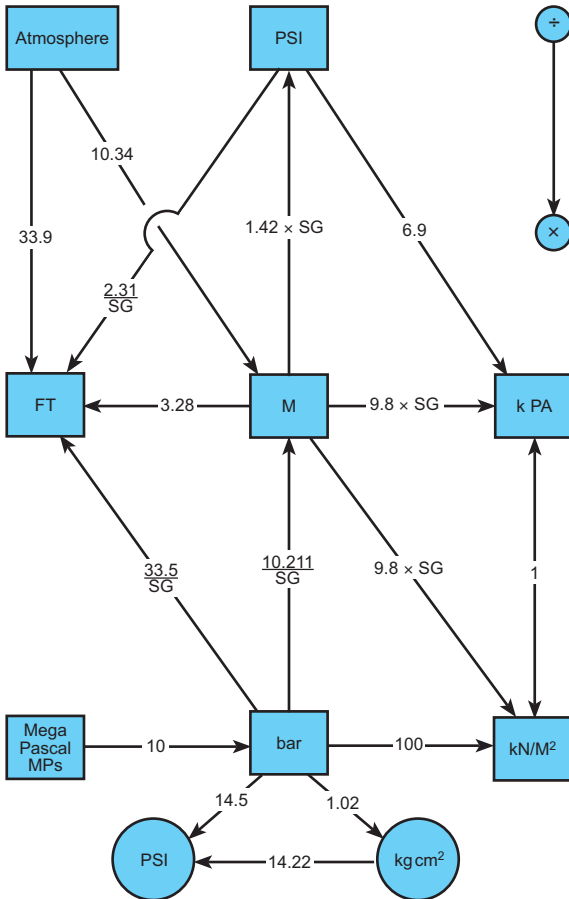 Atmosphere
PSI
÷
10.34
33.9
1.42 × SG
6.9
×
2.31
SG
FT
3.28
M
9.8 × SG
k PA
33.5
SG
10.211
SG
9.8 × SG
1
Mega
Pascal
MPs
10
bar
100
kN/M²
14.5
1.02
PSI
14.22
kg cm²